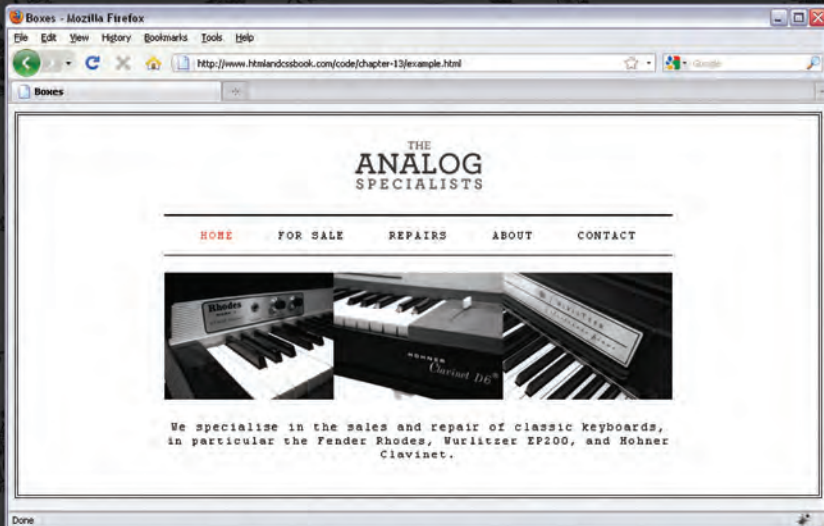 Boxes - Mozilla Firefox
File Edit View History Bookmarks Tools Help
http://www.htmlandcssbook.com/code/chapter-13/example.html
Google
Boxes
THE
ANALOG
SPECIALISTS
HOME FOR SALE REPAIRS ABOUT CONTACT
Rhodes
HOHNER
Clavinet D6
WURLITZER
We specialise in the sales and repair of classic keyboards,
in particular the Fender Rhodes, Wurlitzer EP200, and Hohner
Clavinet.
Done